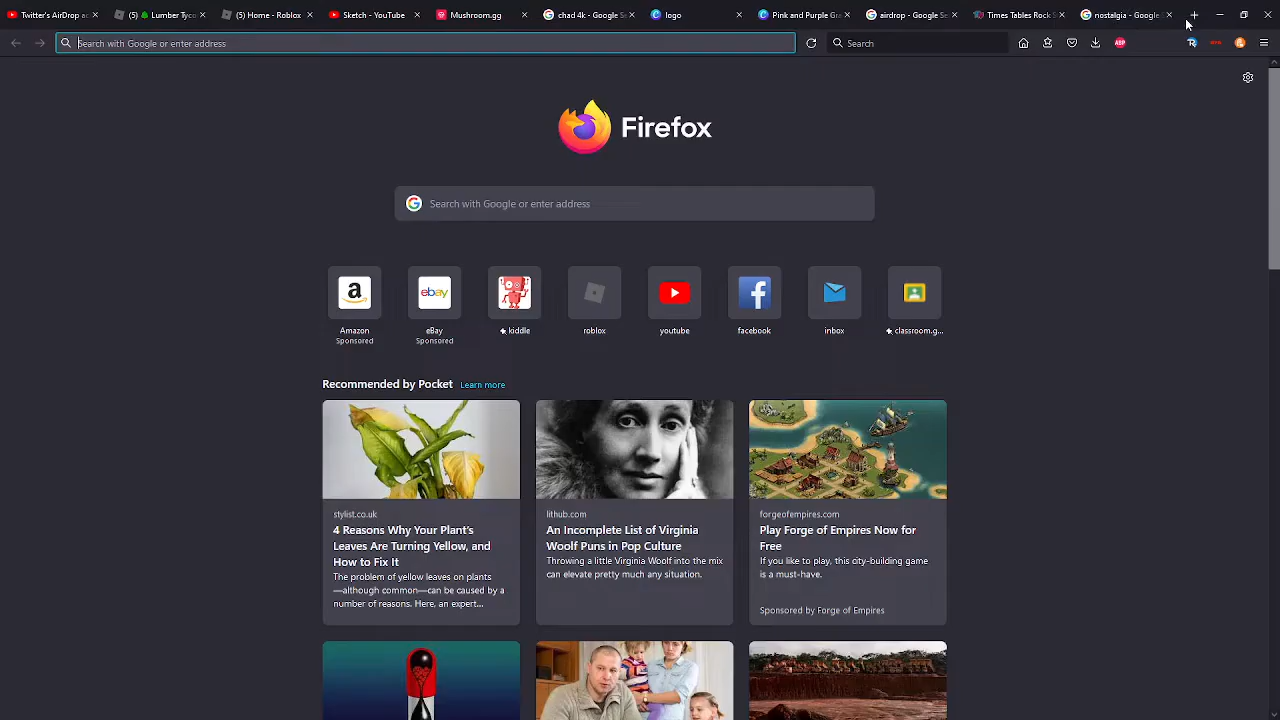 Twitter's AirDrop ac
(5) 🌲 Lumber Tyco
(5) Home - Roblox
Sketch - YouTube
Mushroom.gg
chad 4k - Google Se
logo
Pink and Purple Gra
airdrop - Google Se
Times Tables Rock S
nostalgia - Google
Search with Google or enter address
Search
ABP
Firefox
Search with Google or enter address
a
ebay
Amazon
Sponsored
eBay
Sponsored
kiddle
roblox
youtube
facebook
inbox
classroom.g...
Recommended by Pocket Learn more
stylist.co.uk
4 Reasons Why Your Plant's
Leaves Are Turning Yellow, and
How to Fix It
The problem of yellow leaves on plants
—although common—can be caused by a
number of reasons. Here, an expert...
lithub.com
An Incomplete List of Virginia
Woolf Puns in Pop Culture
Throwing a little Virginia Woolf into the mix
can elevate pretty much any situation.
forgeofempires.com
Play Forge of Empires Now for
Free
If you like to play, this city-building game
is a must-have.
Sponsored by Forge of Empires